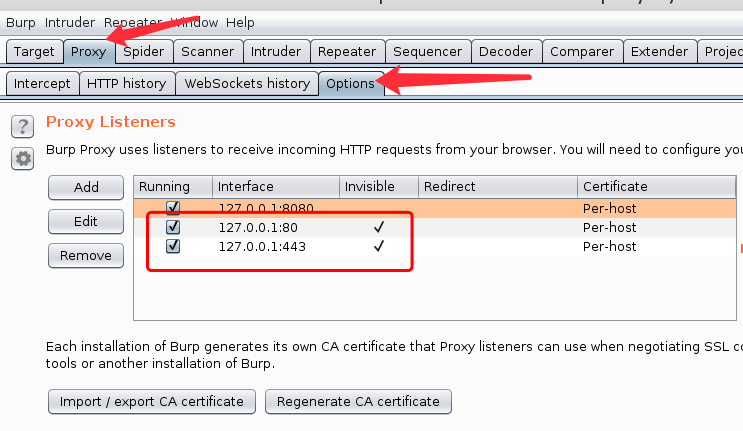 Burp Intruder Repeater Window Help
Target Proxy Spider Scanner Intruder Repeater Sequencer Decoder Comparer Extender Projec
Intercept HTTP history WebSockets history Options
? Proxy Listeners
Burp Proxy uses listeners to receive incoming HTTP requests from your browser. You will need to configure you
Add
Edit
Remove
Running Interface Invisible Redirect Certificate
127.0.0.1:8080 Per-host
127.0.0.1:80 ✓ Per-host
127.0.0.1:443 ✓ Per-host
Each installation of Burp generates its own CA certificate that Proxy listeners can use when negotiating SSL co
tools or another installation of Burp.
Import / export CA certificate Regenerate CA certificate